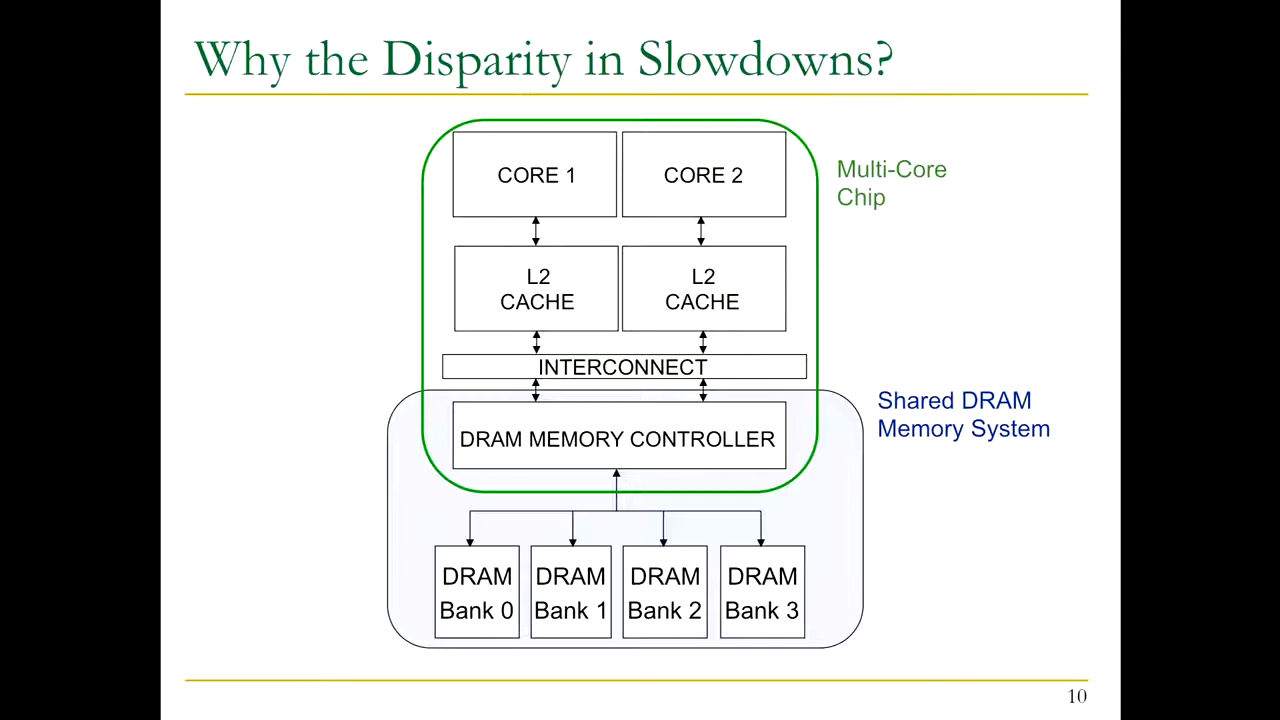 Why the Disparity in Slowdowns?
CORE 1
CORE 2
Multi-Core
Chip
L2
CACHE
L2
CACHE
INTERCONNECT
Shared DRAM
Memory System
DRAM MEMORY CONTROLLER
DRAM
Bank 0
DRAM
Bank 1
DRAM
Bank 2
DRAM
Bank 3
10